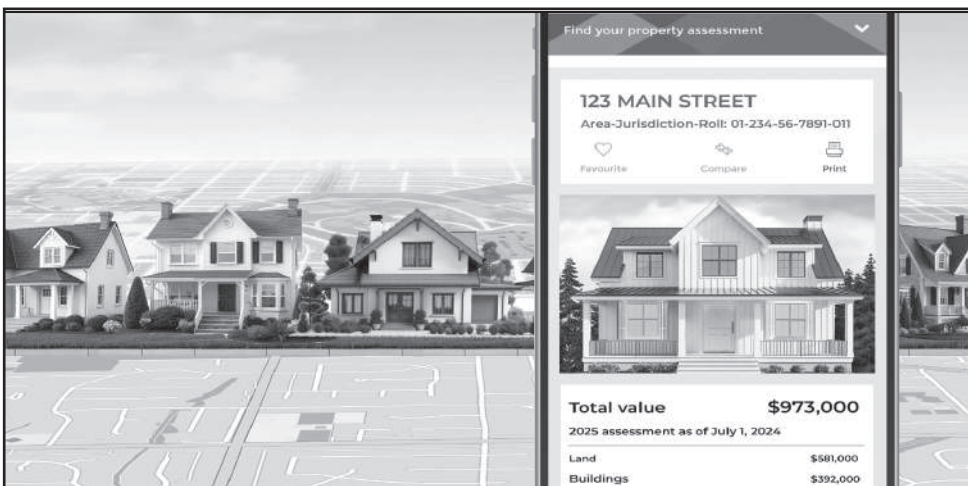 Find your property assessment
123 MAIN STREET
Area-Jurisdiction-Roll: 01-234-56-7891-011
Favourite Compare Print
Total value $973,000
2025 assessment as of July 1, 2024
Land $581,000
Buildings $392,000